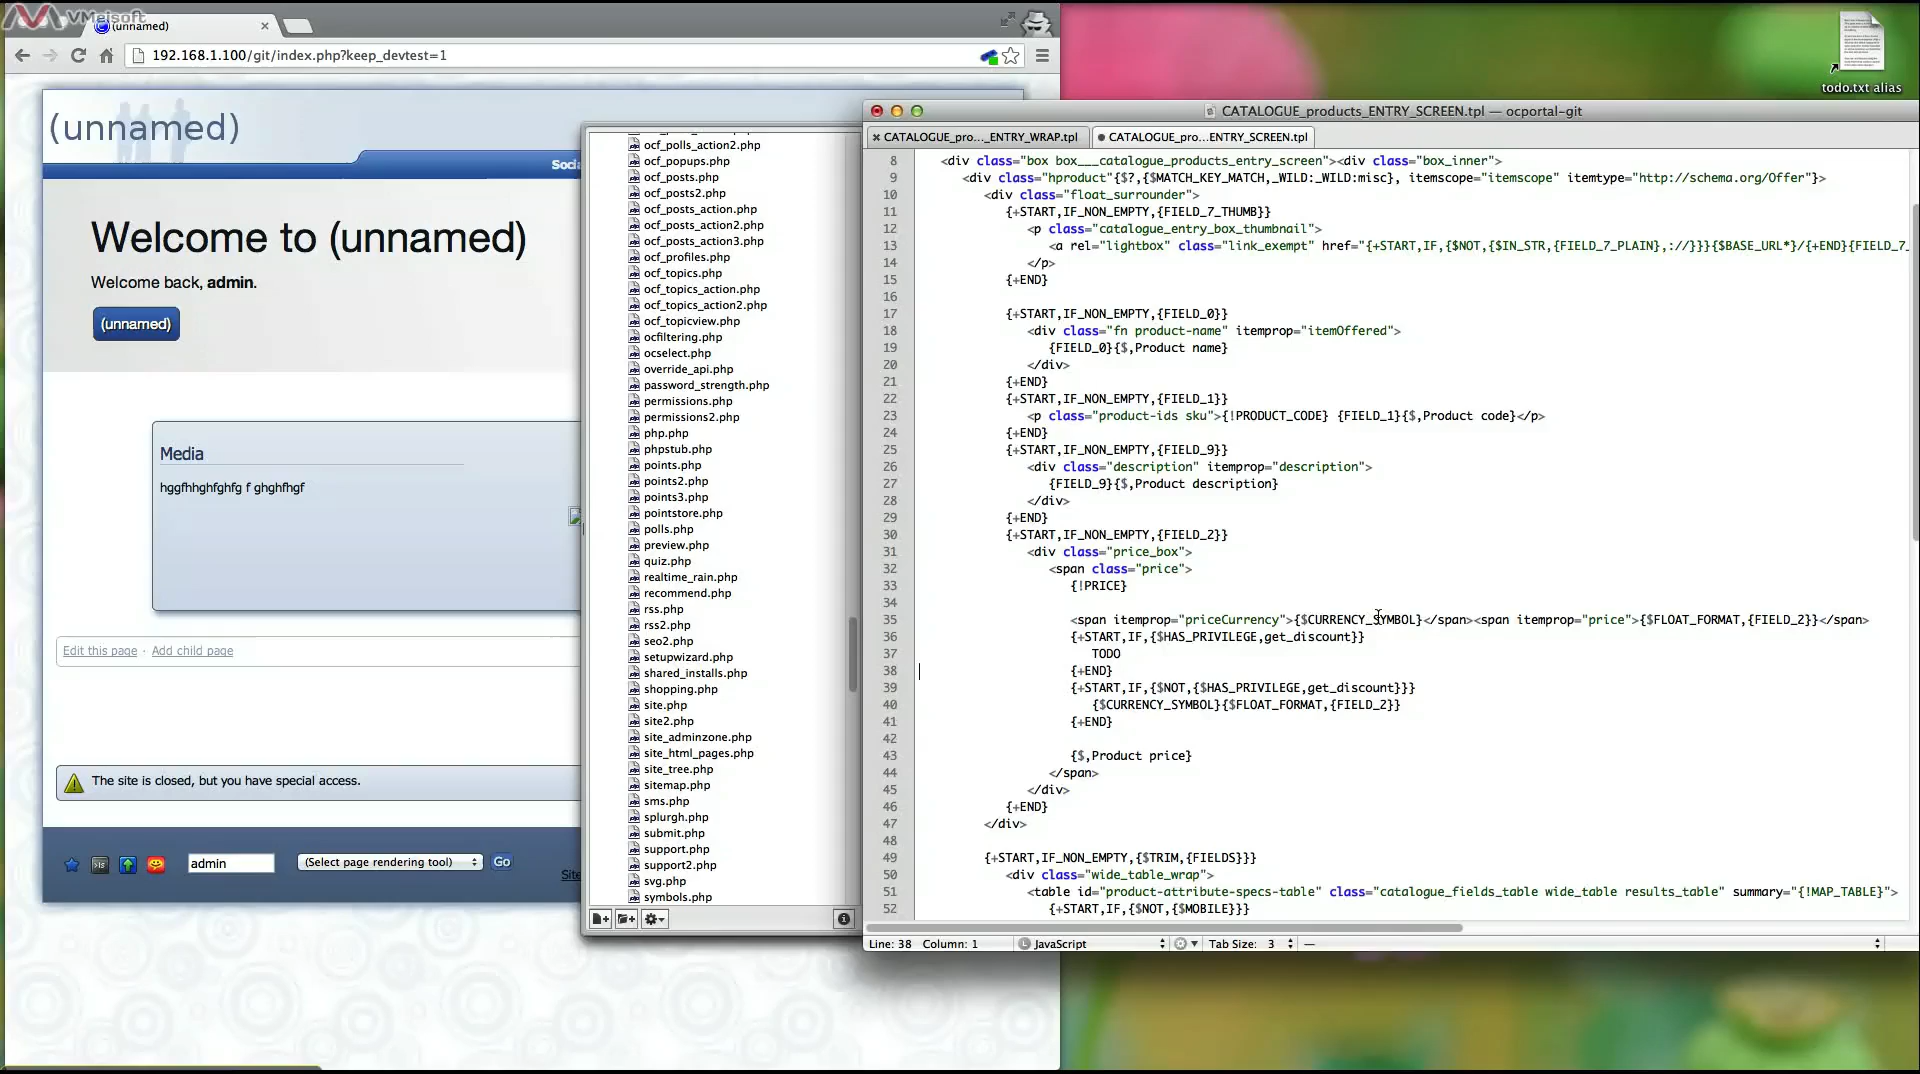 VMeisoft
(unnamed)
192.168.1.100/git/index.php?keep_devtest=1
(unnamed)
Socia
Welcome to (unnamed)
Welcome back, admin.
(unnamed)
Media
hggfhhghfghfg f ghghfhgf
Edit this page · Add child page
The site is closed, but you have special access.
admin
(Select page rendering tool)
Go
Site
ocf_polls_action2.php
ocf_popups.php
ocf_posts.php
ocf_posts2.php
ocf_posts_action.php
ocf_posts_action2.php
ocf_posts_action3.php
ocf_profiles.php
ocf_topics.php
ocf_topics_action.php
ocf_topics_action2.php
ocf_topicview.php
ocfiltering.php
ocselect.php
override_api.php
password_strength.php
permissions.php
permissions2.php
php.php
phpstub.php
points.php
points2.php
points3.php
pointstore.php
polls.php
preview.php
quiz.php
realtime_rain.php
recommend.php
rss.php
rss2.php
seo2.php
setupwizard.php
shared_installs.php
shopping.php
site.php
site2.php
site_adminzone.php
site_html_pages.php
site_tree.php
sitemap.php
sms.php
splurgh.php
submit.php
support.php
support2.php
svg.php
symbols.php
todo.txt alias
CATALOGUE_products_ENTRY_SCREEN.tpl — ocportal-git
CATALOGUE_pro..._ENTRY_WRAP.tpl
CATALOGUE_pro...ENTRY_SCREEN.tpl
8 <div class="box box___catalogue_products_entry_screen"><div class="box_inner">
9 <div class="hproduct"{$?,{$MATCH_KEY_MATCH,_WILD:_WILD:misc}, itemscope="itemscope" itemtype="http://schema.org/Offer"}>
10 <div class="float_surrounder">
11 {+START,IF_NON_EMPTY,{FIELD_7_THUMB}}
12 <p class="catalogue_entry_box_thumbnail">
13 <a rel="lightbox" class="link_exempt" href="{+START,IF,{$NOT,{$IN_STR,{FIELD_7_PLAIN},://}}}{$BASE_URL*}/{+END}{FIELD_7_
14 </p>
15 {+END}
16
17 {+START,IF_NON_EMPTY,{FIELD_0}}
18 <div class="fn product-name" itemprop="itemOffered">
19 {FIELD_0}{$,Product name}
20 </div>
21 {+END}
22 {+START,IF_NON_EMPTY,{FIELD_1}}
23 <p class="product-ids sku">{!PRODUCT_CODE} {FIELD_1}{$,Product code}</p>
24 {+END}
25 {+START,IF_NON_EMPTY,{FIELD_9}}
26 <div class="description" itemprop="description">
27 {FIELD_9}{$,Product description}
28 </div>
29 {+END}
30 {+START,IF_NON_EMPTY,{FIELD_2}}
31 <div class="price_box">
32 <span class="price">
33 {!PRICE}
34
35 <span itemprop="priceCurrency">{$CURRENCY_SYMBOL}</span><span itemprop="price">{$FLOAT_FORMAT,{FIELD_2}}</span>
36 {+START,IF,{$HAS_PRIVILEGE,get_discount}}
37 TODO
38 {+END}
39 {+START,IF,{$NOT,{$HAS_PRIVILEGE,get_discount}}}
40 {$CURRENCY_SYMBOL}{$FLOAT_FORMAT,{FIELD_2}}
41 {+END}
42
43 {$,Product price}
44 </span>
45 </div>
46 {+END}
47 </div>
48
49 {+START,IF_NON_EMPTY,{$TRIM,{FIELDS}}}
50 <div class="wide_table_wrap">
51 <table id="product-attribute-specs-table" class="catalogue_fields_table wide_table results_table" summary="{!MAP_TABLE}">
52 {+START,IF,{$NOT,{$MOBILE}}}
Line: 38 Column: 1
JavaScript
Tab Size: 3
—